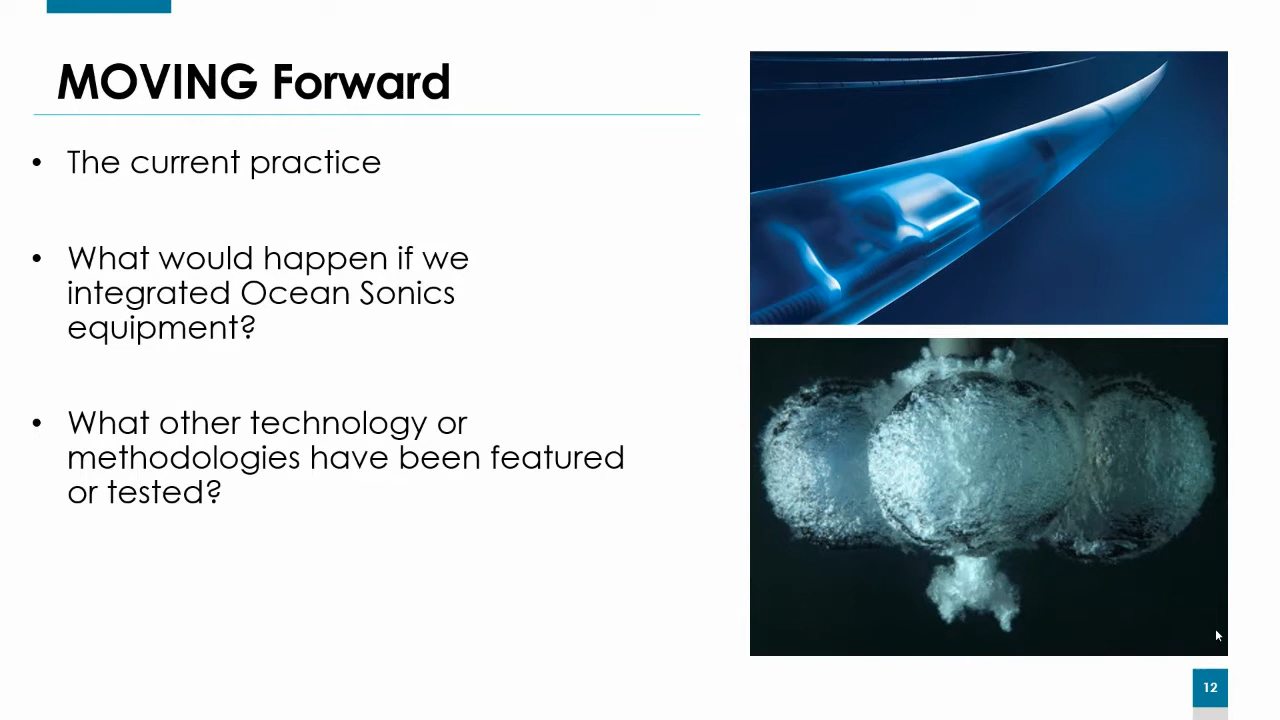 MOVING Forward
• The current practice
• What would happen if we
integrated Ocean Sonics
equipment?
• What other technology or
methodologies have been featured
or tested?
12